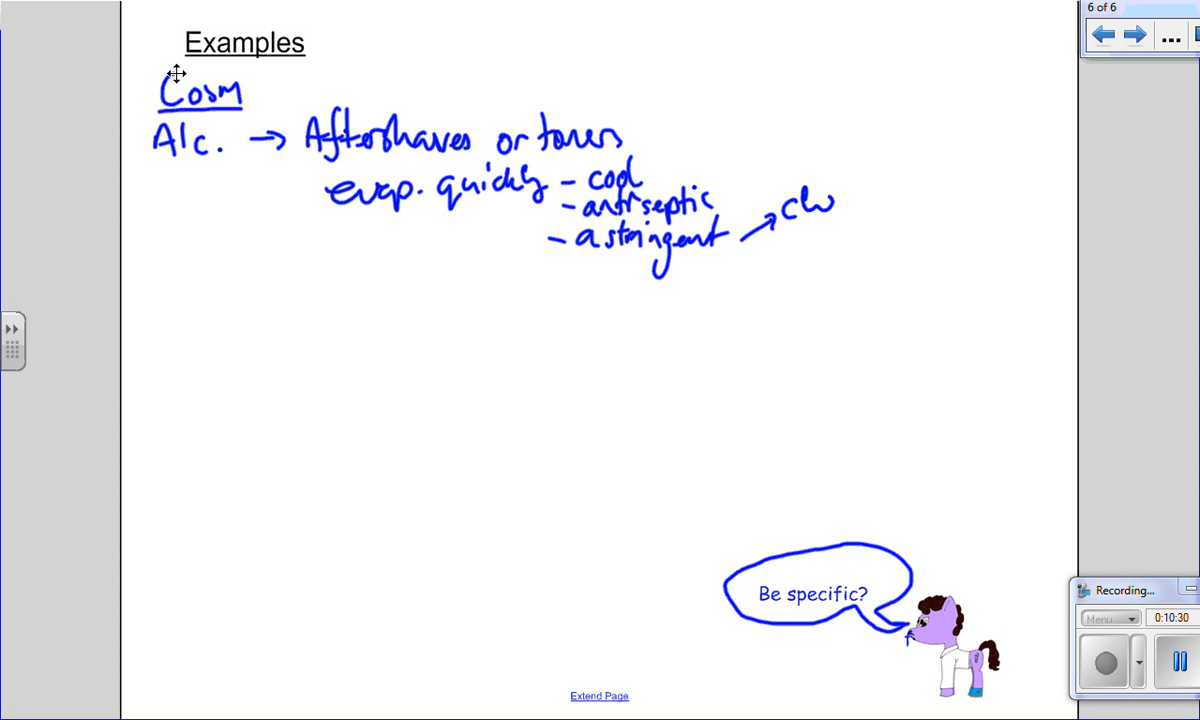 6 of 6
Examples
Cosm
Alc. → Aftershaves or toners
evap. quickly - cool
- antiseptic
- astringent → clo
Be specific?
Recording...
Menu
0:10:30
Extend Page